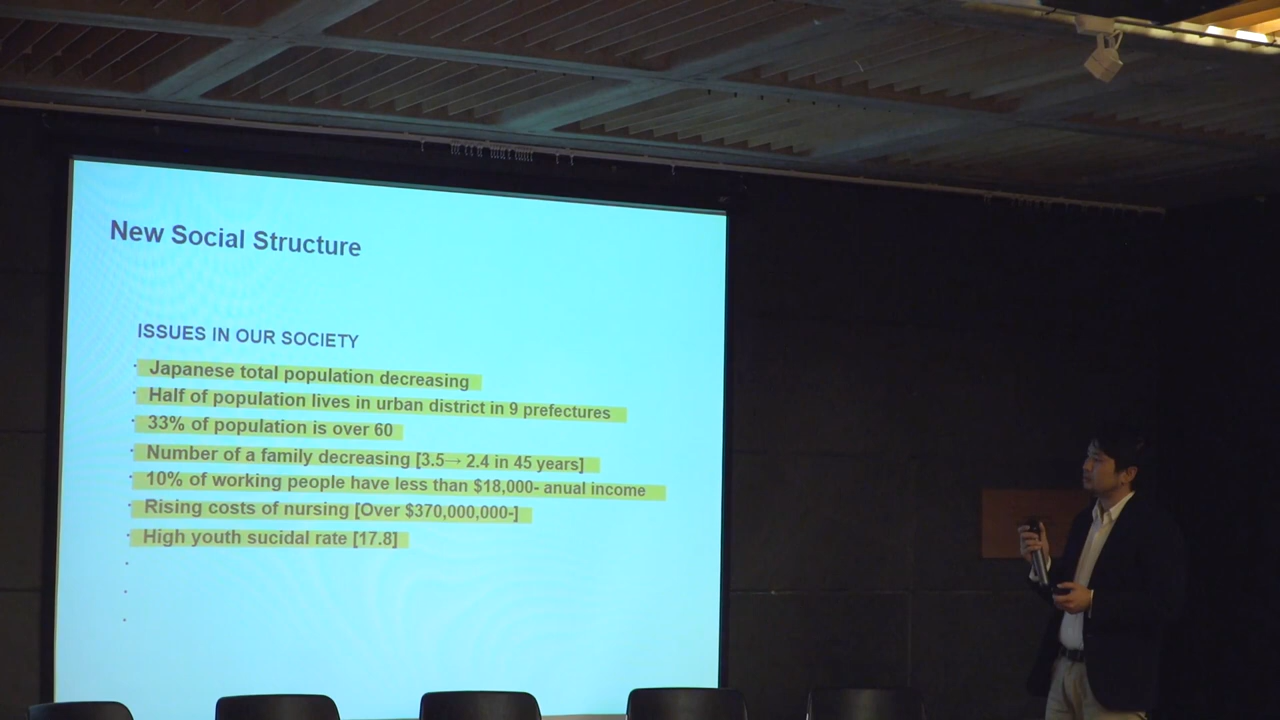 New Social Structure
ISSUES IN OUR SOCIETY
· Japanese total population decreasing
· Half of population lives in urban district in 9 prefectures
· 33% of population is over 60
· Number of a family decreasing [3.5→ 2.4 in 45 years]
· 10% of working people have less than $18,000- anual income
· Rising costs of nursing [Over $370,000,000-]
· High youth sucidal rate [17.8]
·
·
·